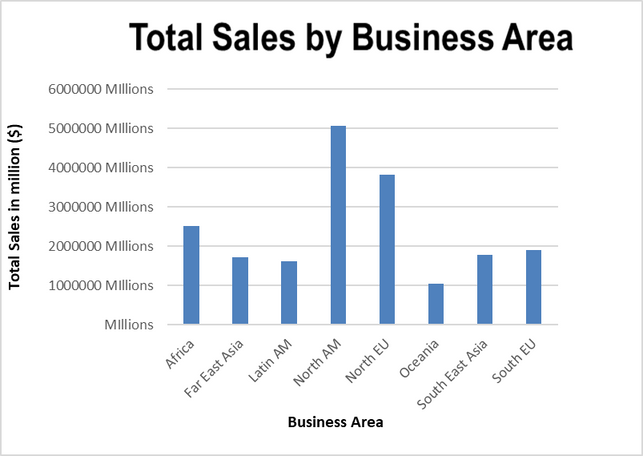 Total Sales by Business Area
Total Sales in million ($)
6000000 MIllions
5000000 MIllions
4000000 MIllions
3000000 MIllions
2000000 MIllions
1000000 MIllions
MIllions
Africa
Far East Asia
Latin AM
North AM
North EU
Oceania
South East Asia
South EU
Business Area